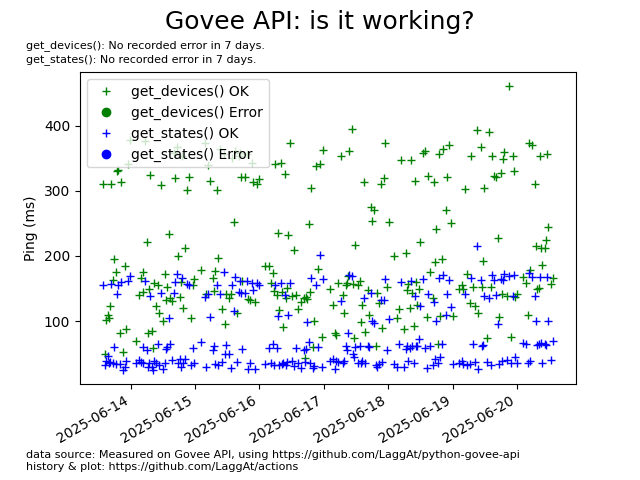 Govee API: is it working?
get_devices(): No recorded error in 7 days.
get_states(): No recorded error in 7 days.
get_devices() OK
get_devices() Error
get_states() OK
get_states() Error
Ping (ms)
400
300
200
100
2025-06-14
2025-06-15
2025-06-16
2025-06-17
2025-06-18
2025-06-19
2025-06-20
data source: Measured on Govee API, using https://github.com/LaggAt/python-govee-api
history & plot: https://github.com/LaggAt/actions